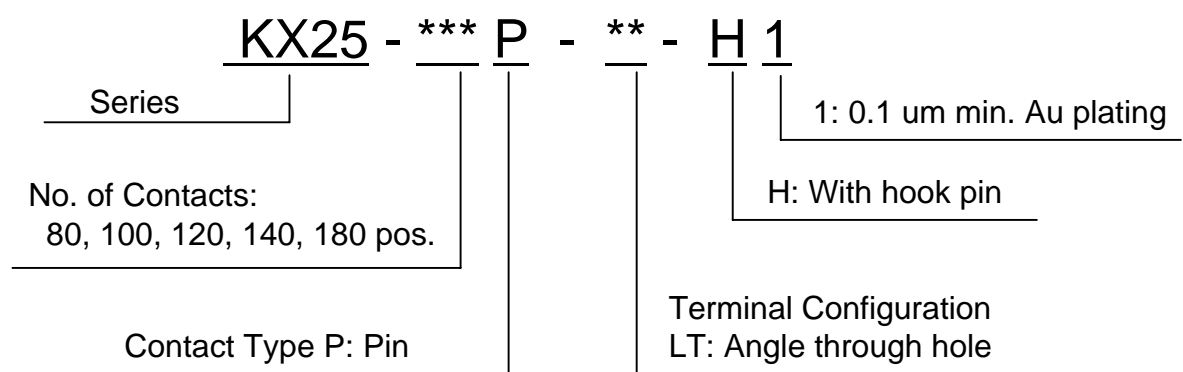 KX25 - *** P - ** - H 1
Series
1: 0.1 um min. Au plating
No. of Contacts:
80, 100, 120, 140, 180 pos.
H: With hook pin
Terminal Configuration
Contact Type P: Pin
LT: Angle through hole